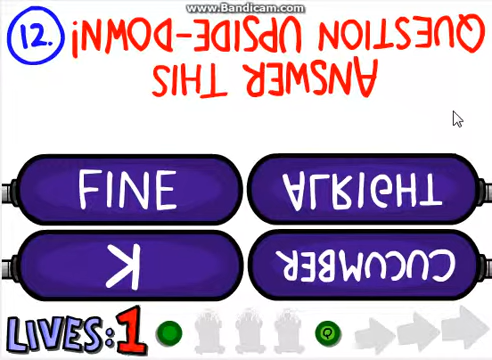 www.Bandicam.com
12.
ANSWER THIS
QUESTION UPSIDE-DOWN!
FINE
ALRIGHT
K
CUCUMBER
LIVES:1